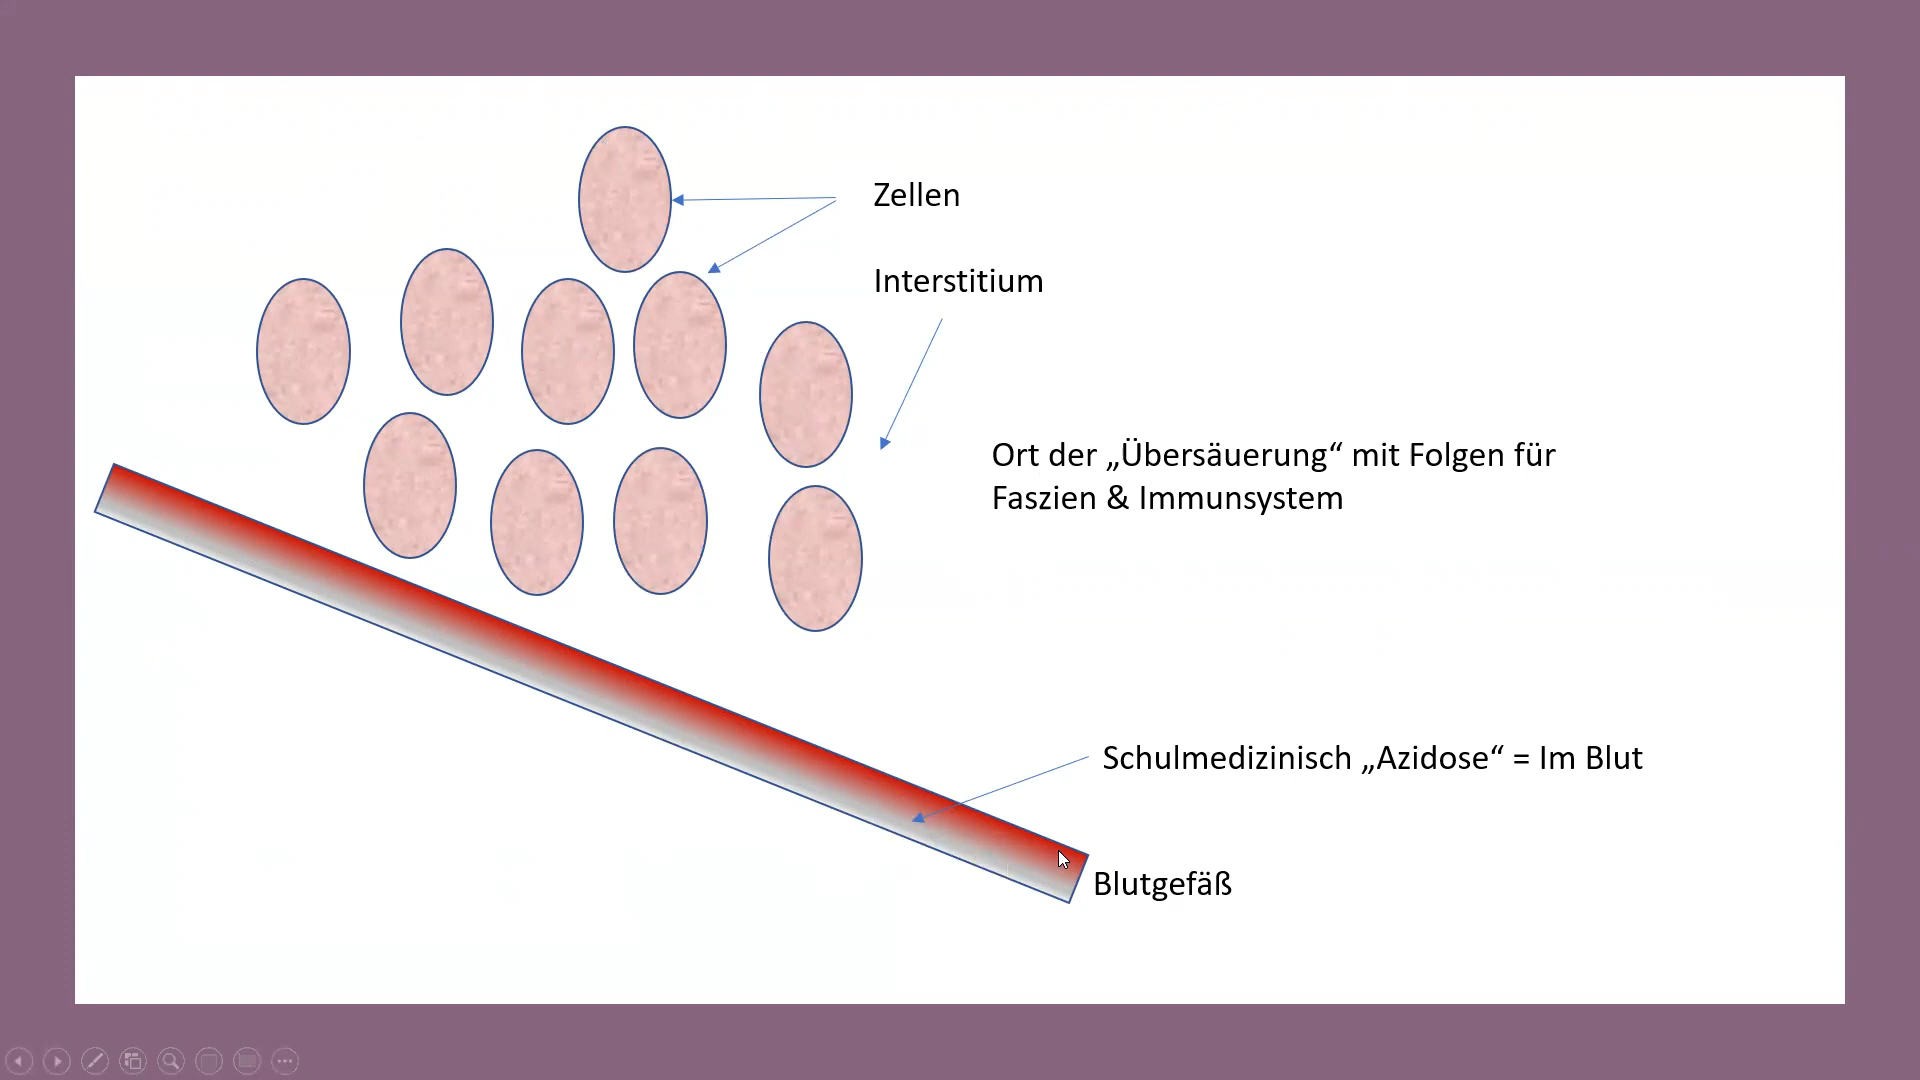 Zellen
Interstitium
Ort der „Übersäuerung“ mit Folgen für
Faszien & Immunsystem
Schulmedizinisch „Azidose“ = Im Blut
Blutgefäß